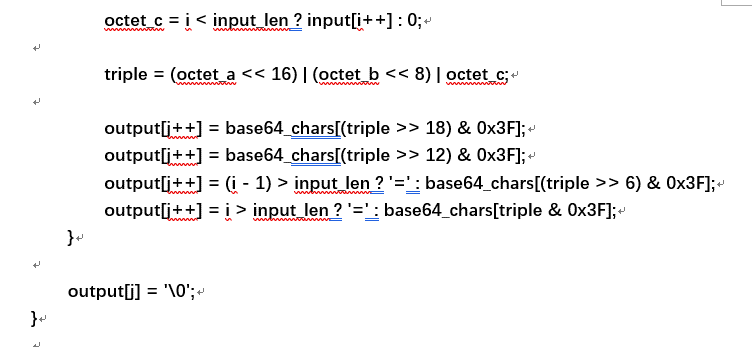 octet_c = i < input_len ? input[i++] : 0;
triple = (octet_a << 16) | (octet_b << 8) | octet_c;
output[j++] = base64_chars[(triple >> 18) & 0x3F];
output[j++] = base64_chars[(triple >> 12) & 0x3F];
output[j++] = (i - 1) > input_len ? '=' : base64_chars[(triple >> 6) & 0x3F];
output[j++] = i > input_len ? '=' : base64_chars[triple & 0x3F];
}
output[j] = '\0';
}